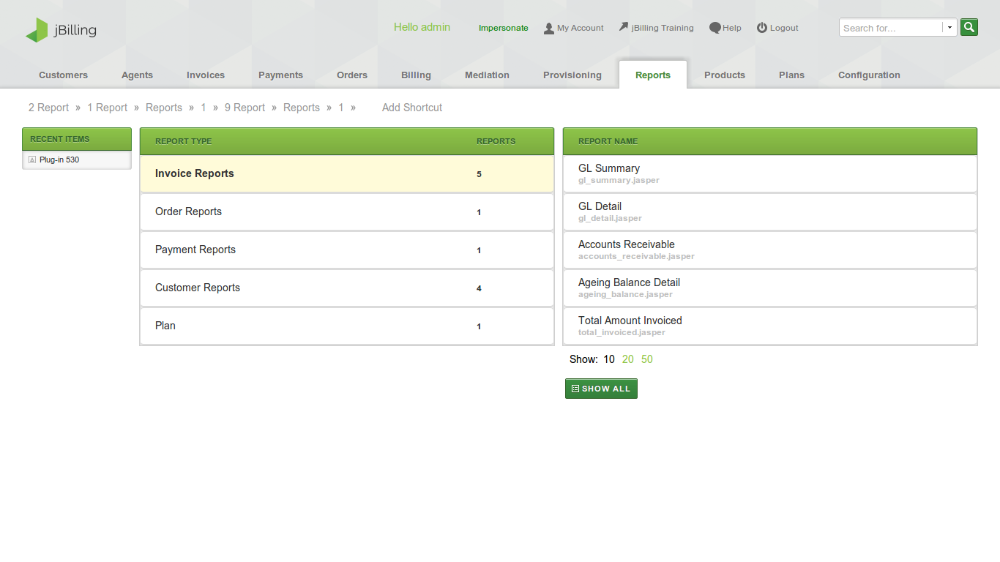 jBilling
Hello admin
Impersonate
My Account
jBilling Training
Help
Logout
Search for...
Customers
Agents
Invoices
Payments
Orders
Billing
Mediation
Provisioning
Reports
Products
Plans
Configuration
2 Report » 1 Report » Reports » 1 » 9 Report » Reports » 1 » Add Shortcut
RECENT ITEMS
Plug-in 530
REPORT TYPE REPORTS
Invoice Reports 5
Order Reports 1
Payment Reports 1
Customer Reports 4
Plan 1
REPORT NAME
GL Summary
gl_summary.jasper
GL Detail
gl_detail.jasper
Accounts Receivable
accounts_receivable.jasper
Ageing Balance Detail
ageing_balance.jasper
Total Amount Invoiced
total_invoiced.jasper
Show: 10 20 50
SHOW ALL